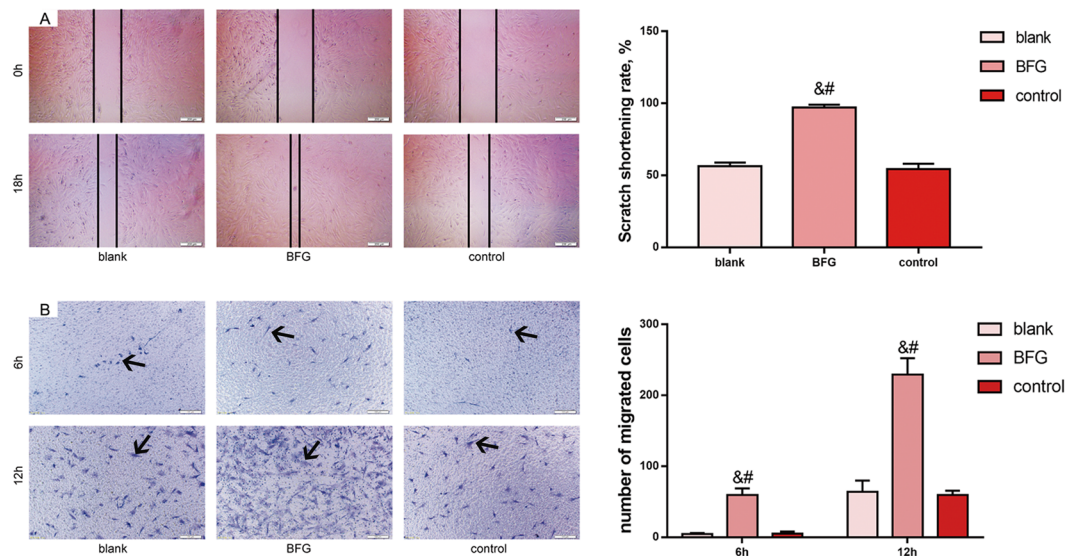 A
0h
18h
blank
BFG
control
Scratch shortening rate, %
150
100
50
0
&#
blank
BFG
control
blank
BFG
control
B
6h
12h
blank
BFG
control
number of migrated cells
300
200
100
0
&#
&#
6h
12h
blank
BFG
control